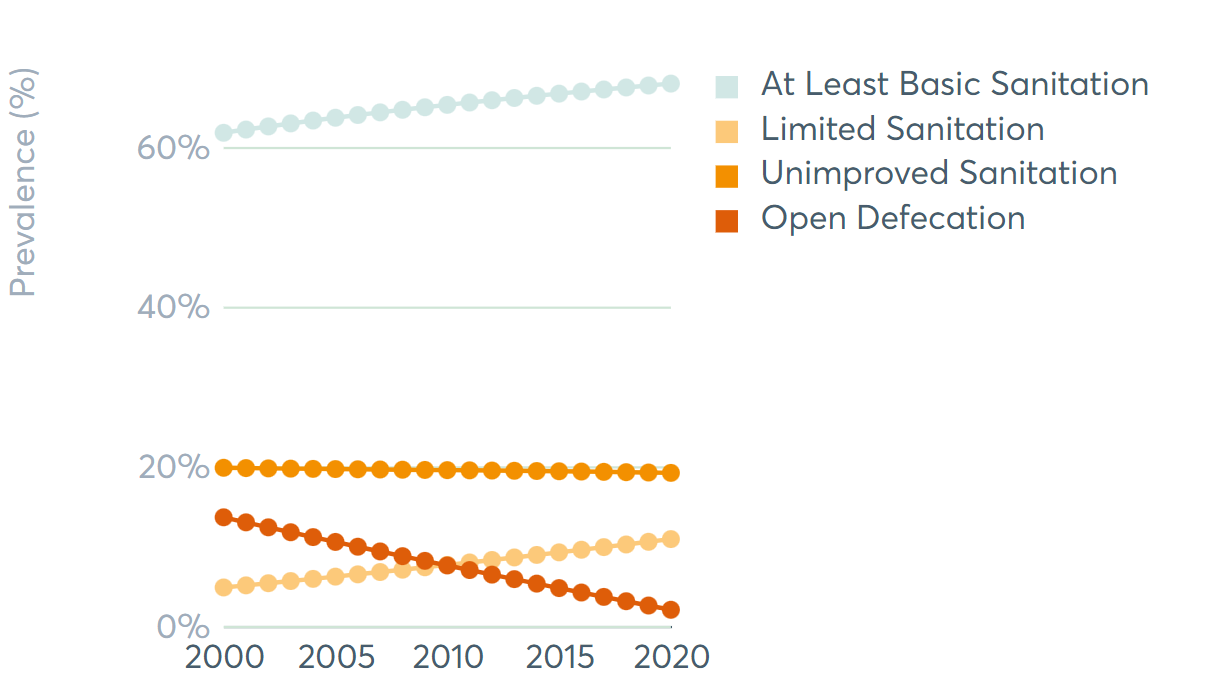 Prevalence (%)
60%
40%
20%
0%
2000 2005 2010 2015 2020
At Least Basic Sanitation
Limited Sanitation
Unimproved Sanitation
Open Defecation